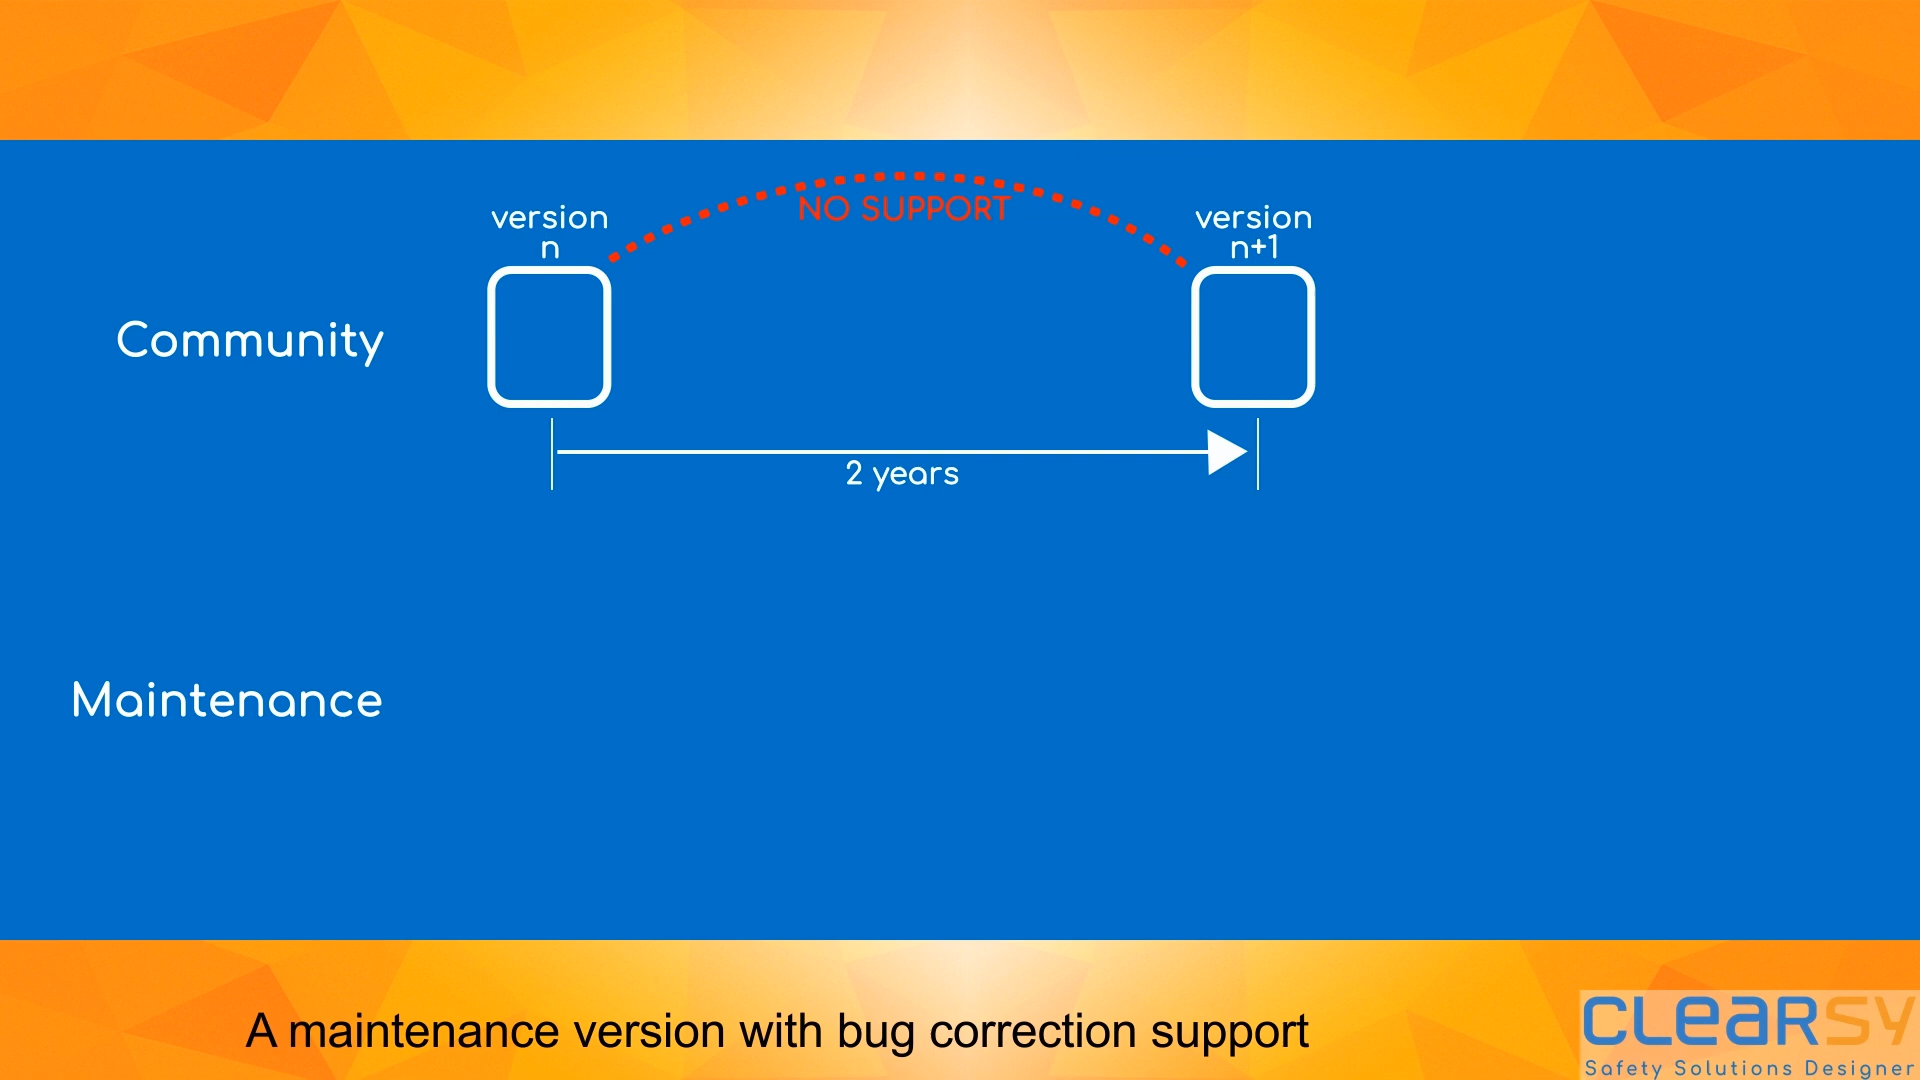 NO SUPPORT
version
n
version
n+1
Community
2 years
Maintenance
A maintenance version with bug correction support
CLEARSY
Safety Solutions Designer